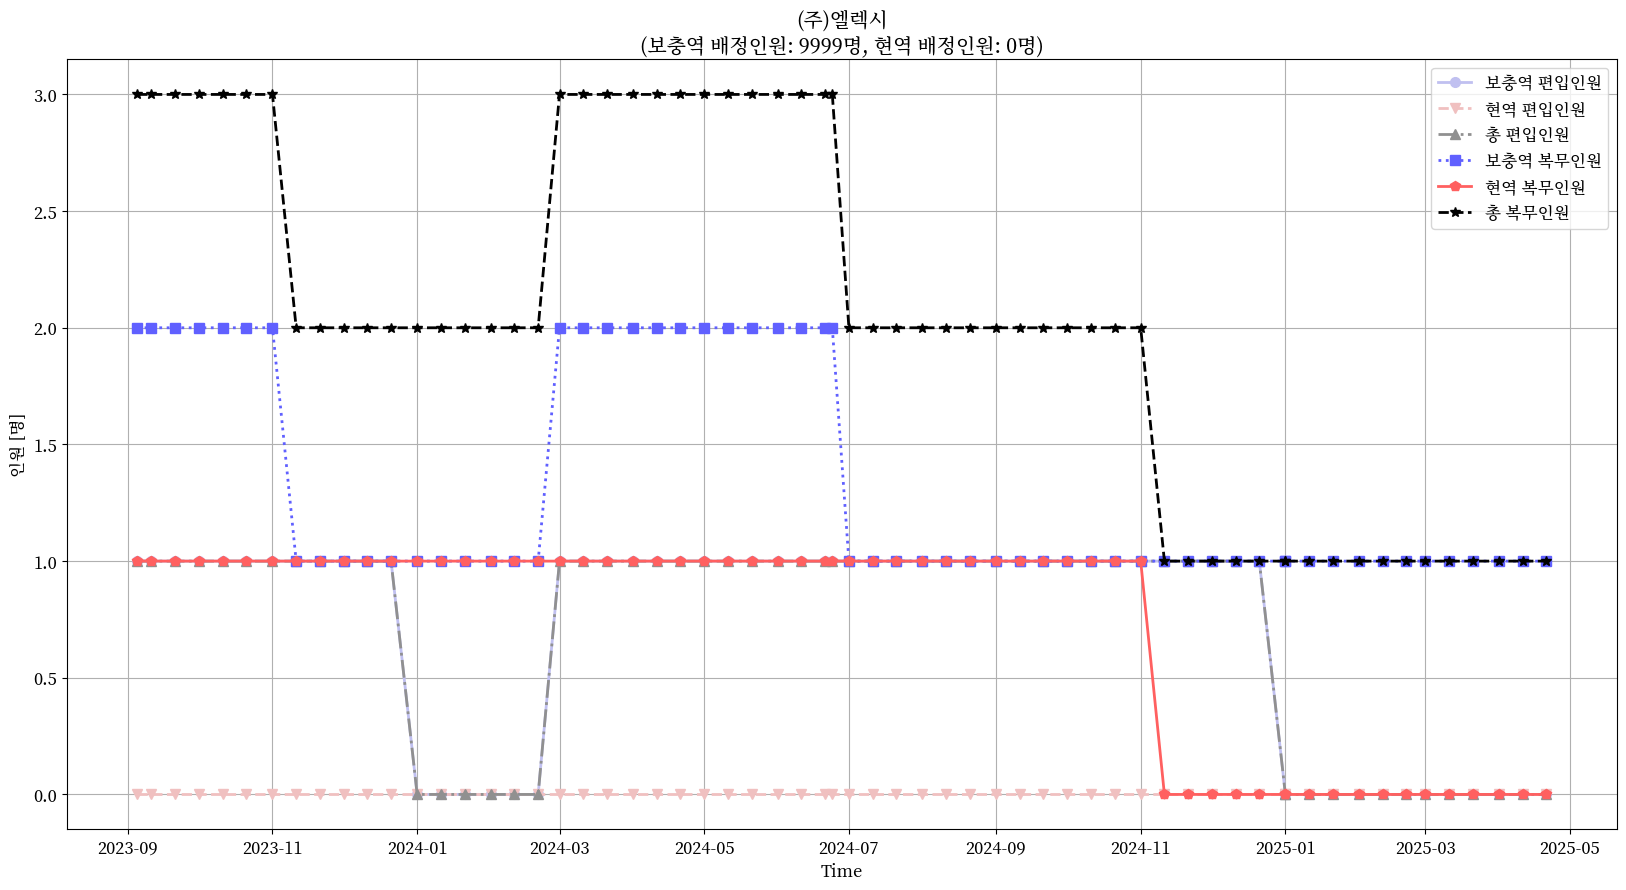 (주)엘렉시
(보충역 배정인원: 9999명, 현역 배정인원: 0명)
보충역 편입인원
현역 편입인원
총 편입인원
보충역 복무인원
현역 복무인원
총 복무인원
인원 [명]
3.0
2.5
2.0
1.5
1.0
0.5
0.0
2023-09 2023-11 2024-01 2024-03 2024-05 2024-07 2024-09 2024-11 2025-01 2025-03 2025-05
Time